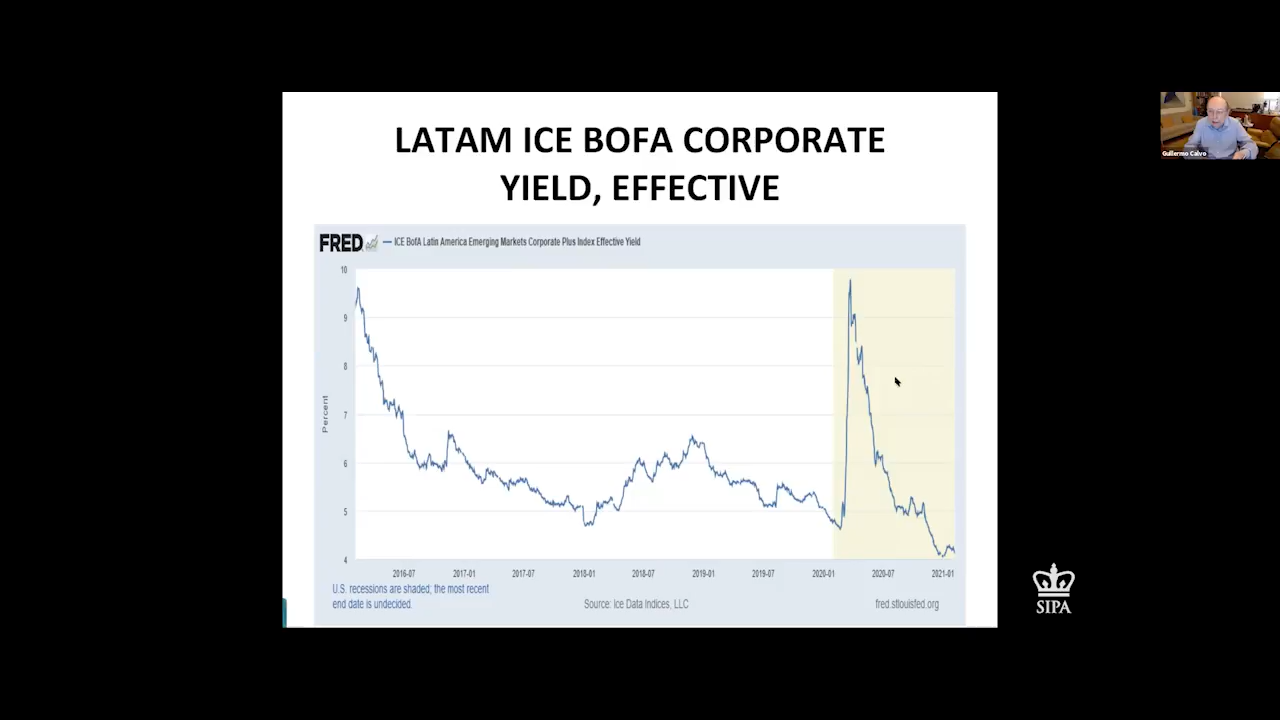 LATAM ICE BOFA CORPORATE
YIELD, EFFECTIVE
FRED
ICE BofA Latin America Emerging Markets Corporate Plus Index Effective Yield
Percent
10
9
8
7
6
5
4
2016-07 2017-01 2017-07 2018-01 2018-07 2019-01 2019-07 2020-01 2020-07 2021-01
U.S. recessions are shaded; the most recent
end date is undecided.
Source: Ice Data Indices, LLC
fred.stlouisfed.org
Guillermo Calvo
SIPA